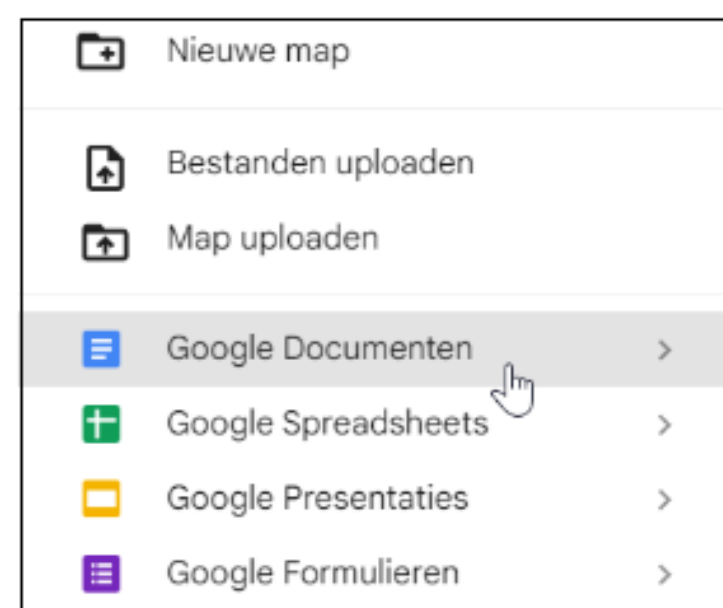 Nieuwe map
Bestanden uploaden
Map uploaden
Google Documenten
Google Spreadsheets
Google Presentaties
Google Formulieren